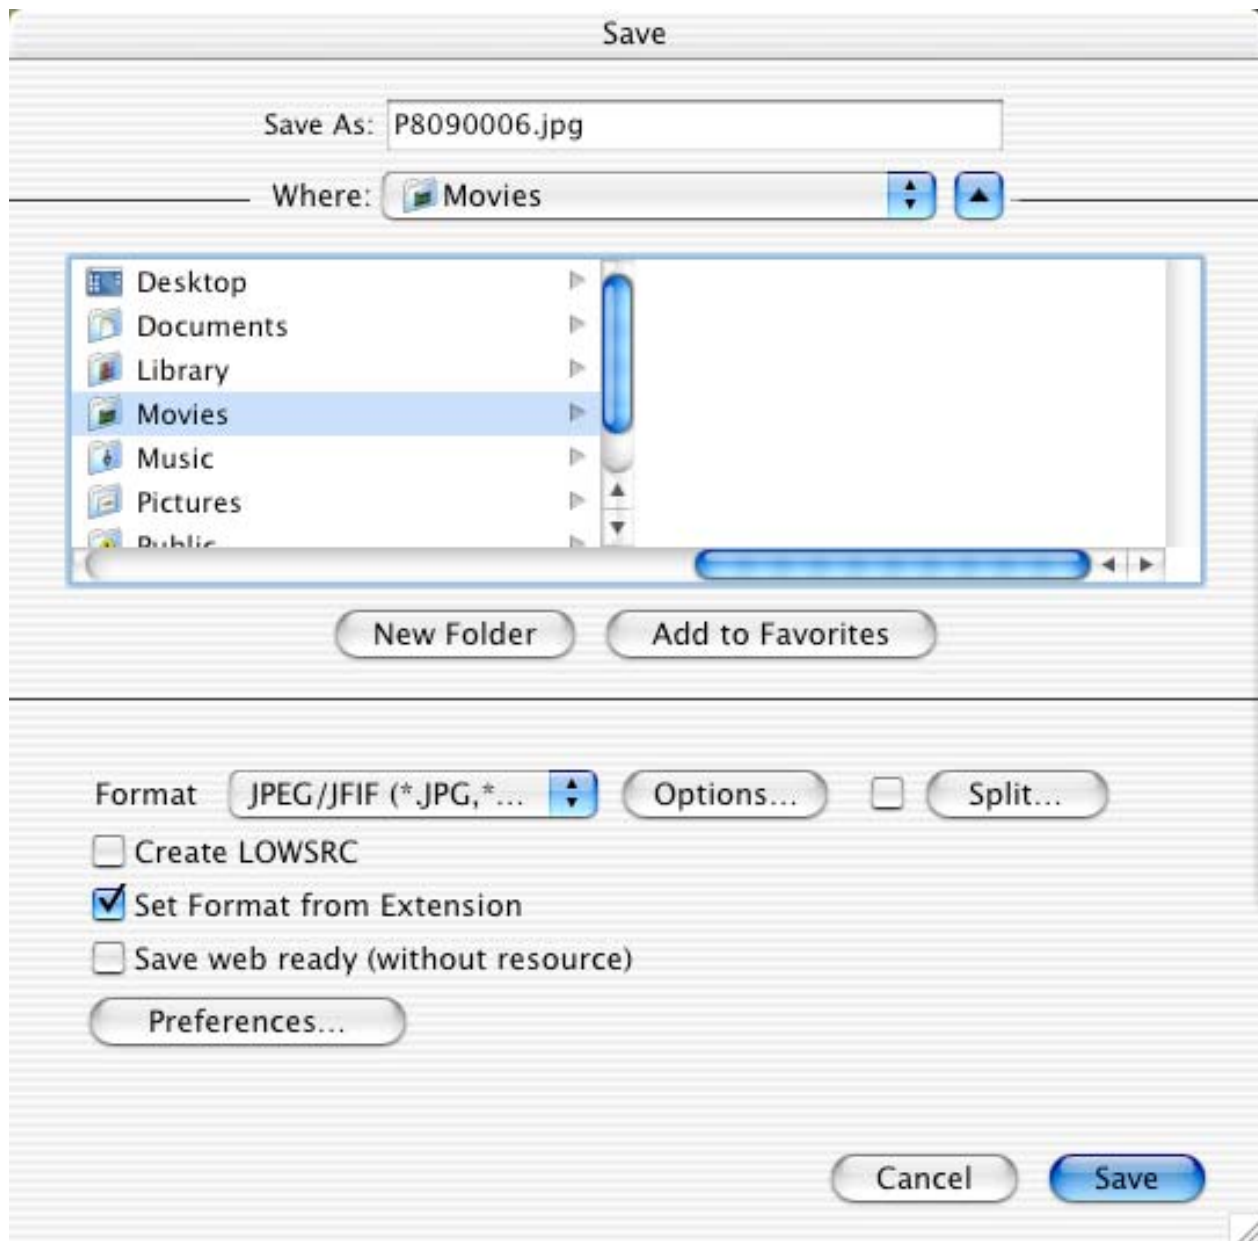 Save
Save As: P8090006.jpg
Where: Movies
Desktop
Documents
Library
Movies
Music
Pictures
Public
New Folder Add to Favorites
Format JPEG/JFIF (*.JPG,*... Options... Split...
Create LOWSRC
Set Format from Extension
Save web ready (without resource)
Preferences...
Cancel Save